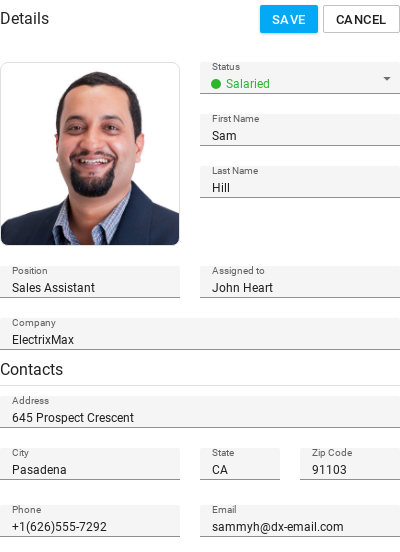 Details
SAVE
CANCEL
Status
Salaried
First Name
Sam
Last Name
Hill
Position
Sales Assistant
Assigned to
John Heart
Company
ElectrixMax
Contacts
Address
645 Prospect Crescent
City
Pasadena
State
CA
Zip Code
91103
Phone
+1(626)555-7292
Email
sammyh@dx-email.com